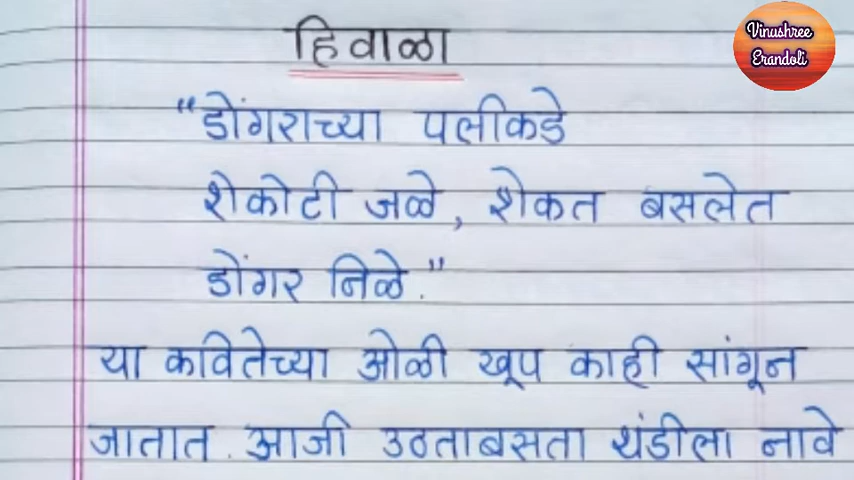 हिवाळा
Vinushree
Erandoli
"डोंगराच्या पलीकडे
शेकोटी जळे, शेकत बसलेत
डोंगर निळे."
या कवितेच्या ओळी खूप काही सांगून
जातात. आजी उठताबसता थंडीला नावे